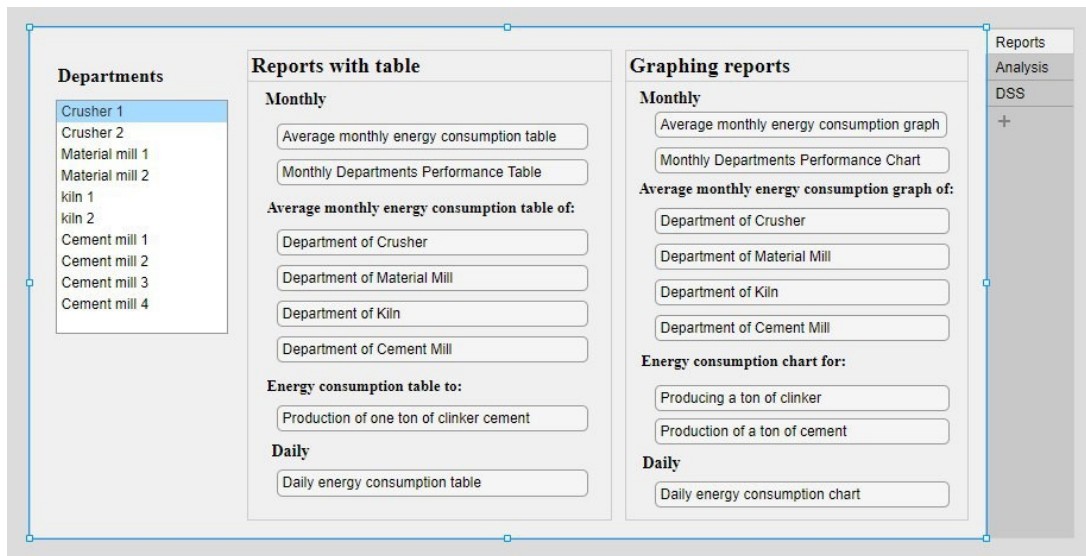 Departments
Crusher 1
Crusher 2
Material mill 1
Material mill 2
kiln 1
kiln 2
Cement mill 1
Cement mill 2
Cement mill 3
Cement mill 4
Reports with table
Monthly
Average monthly energy consumption table
Monthly Departments Performance Table
Average monthly energy consumption table of:
Department of Crusher
Department of Material Mill
Department of Kiln
Department of Cement Mill
Energy consumption table to:
Production of one ton of clinker cement
Daily
Daily energy consumption table
Graphing reports
Monthly
Average monthly energy consumption graph
Monthly Departments Performance Chart
Average monthly energy consumption graph of:
Department of Crusher
Department of Material Mill
Department of Kiln
Department of Cement Mill
Energy consumption chart for:
Producing a ton of clinker
Production of a ton of cement
Daily
Daily energy consumption chart
Reports
Analysis
DSS
+